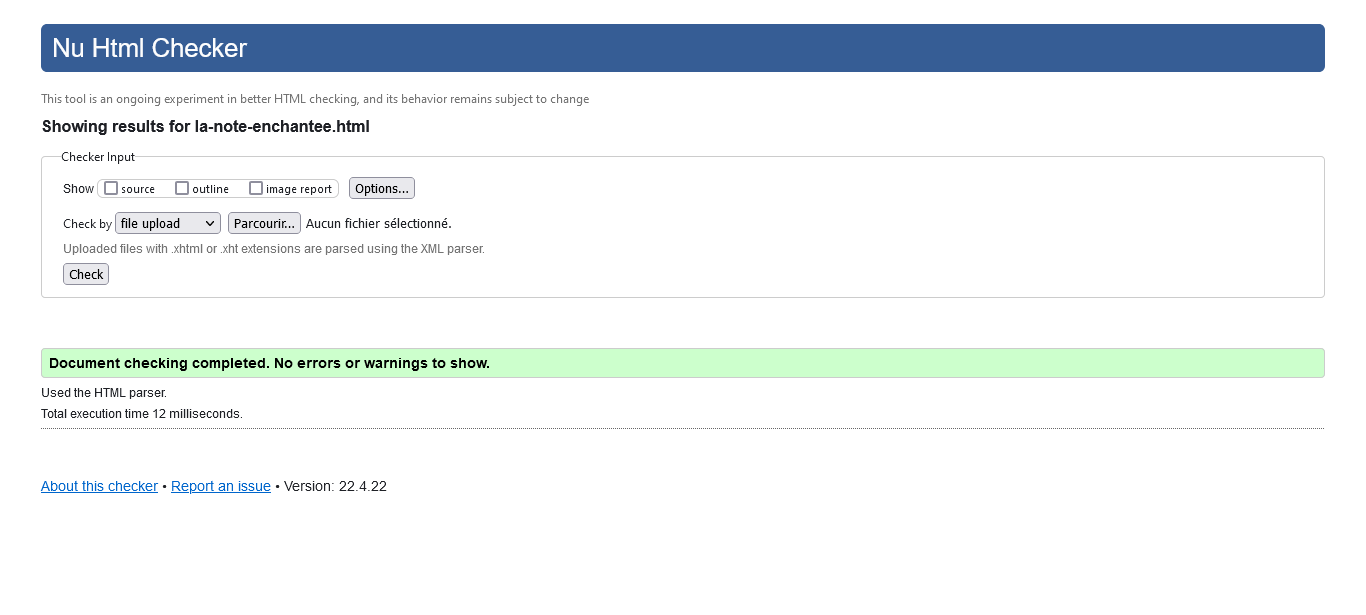 Nu Html Checker
This tool is an ongoing experiment in better HTML checking, and its behavior remains subject to change
Showing results for la-note-enchantee.html
Checker Input
Show source outline image report Options...
Check by file upload Parcourir... Aucun fichier sélectionné.
Uploaded files with .xhtml or .xht extensions are parsed using the XML parser.
Check
Document checking completed. No errors or warnings to show.
Used the HTML parser.
Total execution time 12 milliseconds.
About this checker • Report an issue • Version: 22.4.22